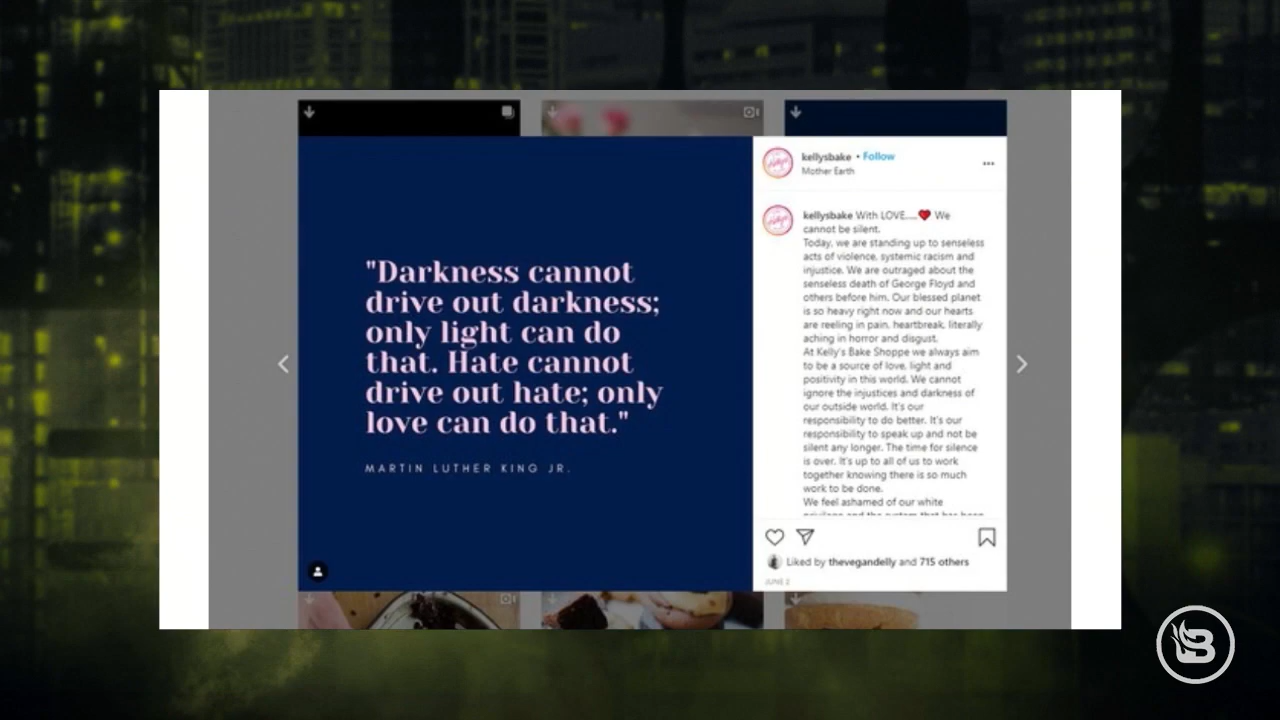 "Darkness cannot
drive out darkness;
only light can do
that. Hate cannot
drive out hate; only
love can do that."
MARTIN LUTHER KING JR.
kellysbake • Follow
Mother Earth
kellysbake With LOVE....❤️ We
cannot be silent.
Today, we are standing up to senseless
acts of violence, systemic racism and
injustice. We are outraged about the
senseless death of George Floyd and
others before him. Our blessed planet
is so heavy right now and our hearts
are reeling in pain, heartbreak, literally
aching in horror and disgust.
At Kelly's Bake Shoppe we always aim
to be a source of love, light and
positivity in this world. We cannot
ignore the injustices and darkness of
our outside world. It's our
responsibility to do better. It's our
responsibility to speak up and not be
silent any longer. The time for silence
is over. It's up to all of us to work
together knowing there is so much
work to be done.
We feel ashamed of our white
privilege and the system that has been
Liked by thevegandelly and 715 others
JUNE 2
B